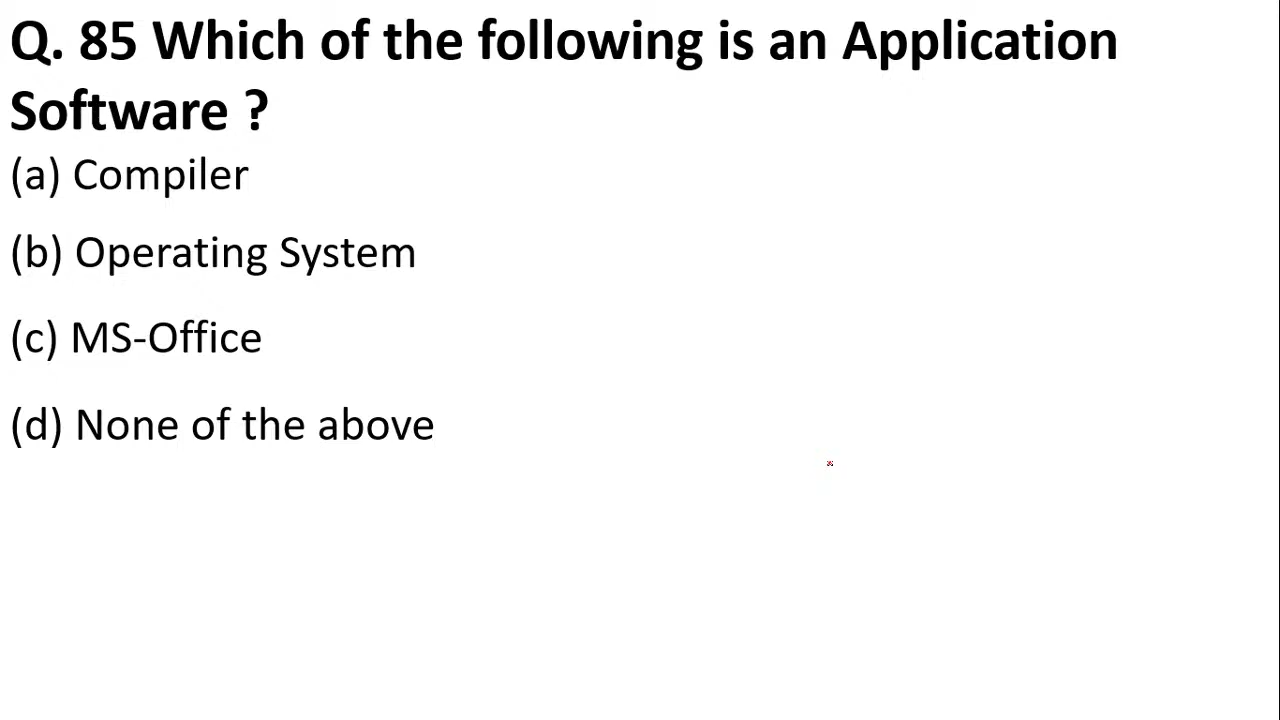 Q. 85 Which of the following is an Application
Software ?
(a) Compiler
(b) Operating System
(c) MS-Office
(d) None of the above